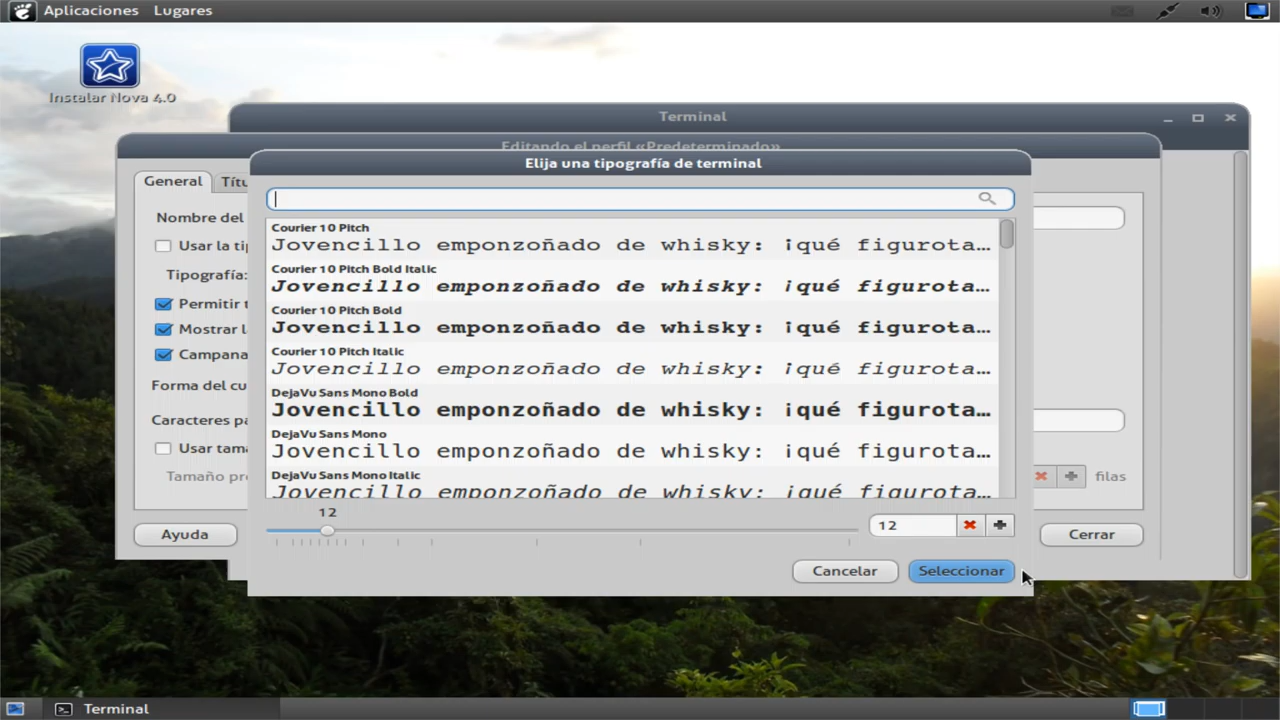 Aplicaciones Lugares
Instalar Nova 4.0
Terminal
Editando el perfil «Predeterminado»
Elija una tipografía de terminal
General Títu
Nombre del
Usar la tip
Tipografía:
Permitir t
Mostrar la
Campana
Forma del cu
Caracteres pa
Usar tama
Tamaño pre
filas
Courier 10 Pitch
Jovencillo emponzoñado de whisky: ¡qué figurota…
Courier 10 Pitch Bold Italic
Jovencillo emponzoñado de whisky: ¡qué figurota…
Courier 10 Pitch Bold
Jovencillo emponzoñado de whisky: ¡qué figurota…
Courier 10 Pitch Italic
Jovencillo emponzoñado de whisky: ¡qué figurota…
DejaVu Sans Mono Bold
Jovencillo emponzoñado de whisky: ¡qué figurota…
DejaVu Sans Mono
Jovencillo emponzoñado de whisky: ¡qué figurota…
DejaVu Sans Mono Italic
Jovencillo emponzoñado de whisky: ¡qué figurota…
12
12
Ayuda
Cerrar
Cancelar Seleccionar
Terminal